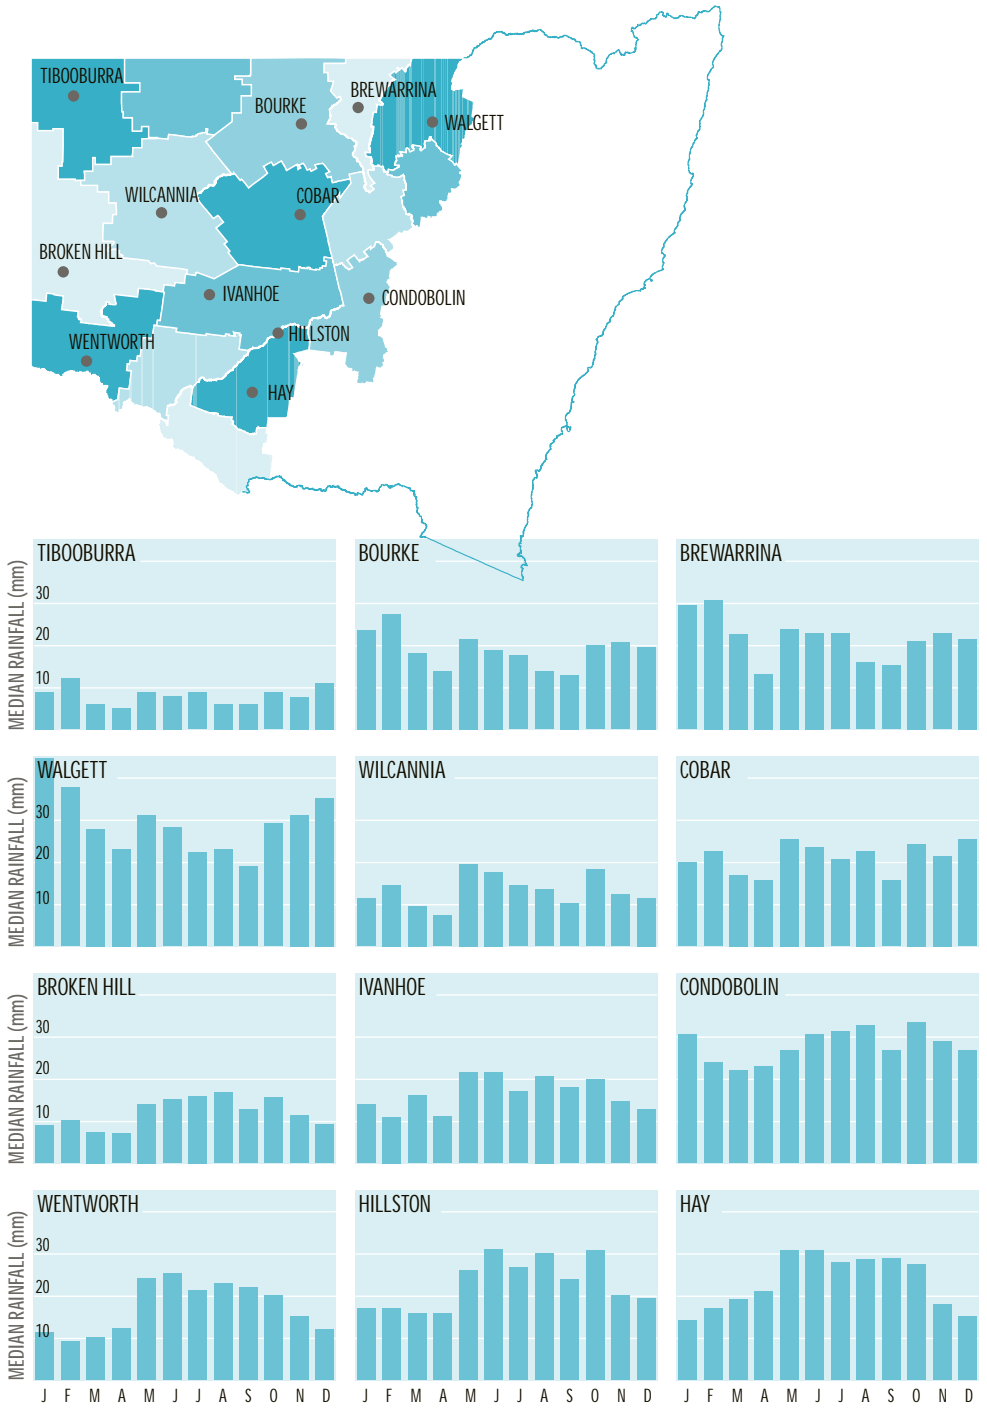 TIBOOBURRA
BOURKE
BREWARRINA
WALGETT
WILCANNIA
COBAR
BROKEN HILL
IVANHOE
CONDOBOLIN
HILLSTON
WENTWORTH
HAY
TIBOOBURRA
BOURKE
BREWARRINA
MEDIAN RAINFALL (mm)
30
20
10
WALGETT
WILCANNIA
COBAR
MEDIAN RAINFALL (mm)
30
20
10
BROKEN HILL
IVANHOE
CONDOBOLIN
MEDIAN RAINFALL (mm)
30
20
10
WENTWORTH
HILLSTON
HAY
MEDIAN RAINFALL (mm)
30
20
10
J F M A M J J A S O N D
J F M A M J J A S O N D
J F M A M J J A S O N D